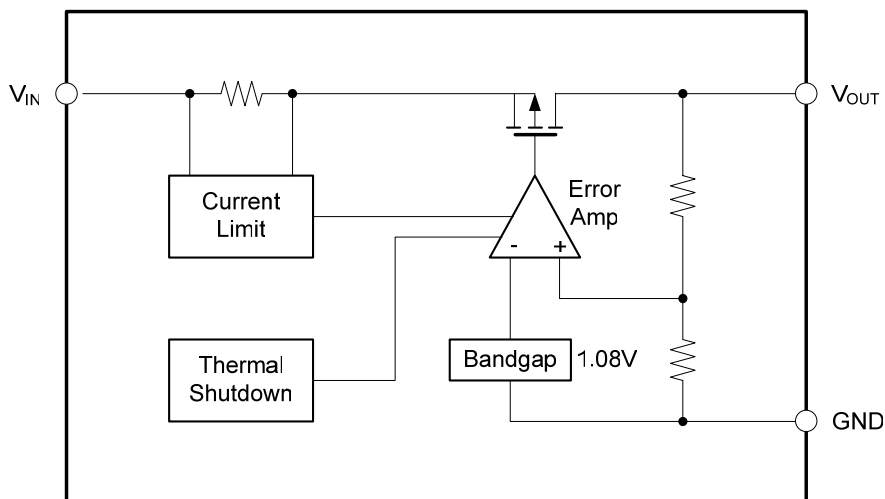 VIN
VOUT
Current
Limit
Error
Amp
- +
Thermal
Shutdown
Bandgap 1.08V
GND